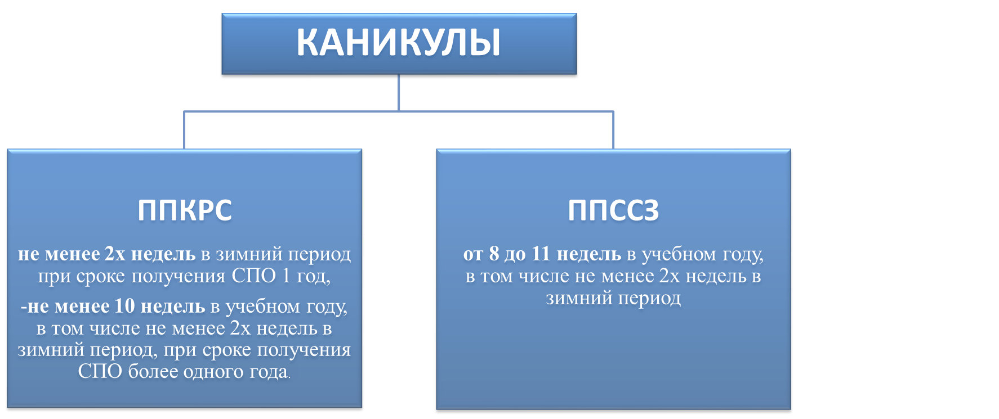 КАНИКУЛЫ
ППКРС
не менее 2х недель в зимний период
при сроке получения СПО 1 год,
-не менее 10 недель в учебном году,
в том числе не менее 2х недель в
зимний период, при сроке получения
СПО более одного года.
ППССЗ
от 8 до 11 недель в учебном году,
в том числе не менее 2х недель в
зимний период